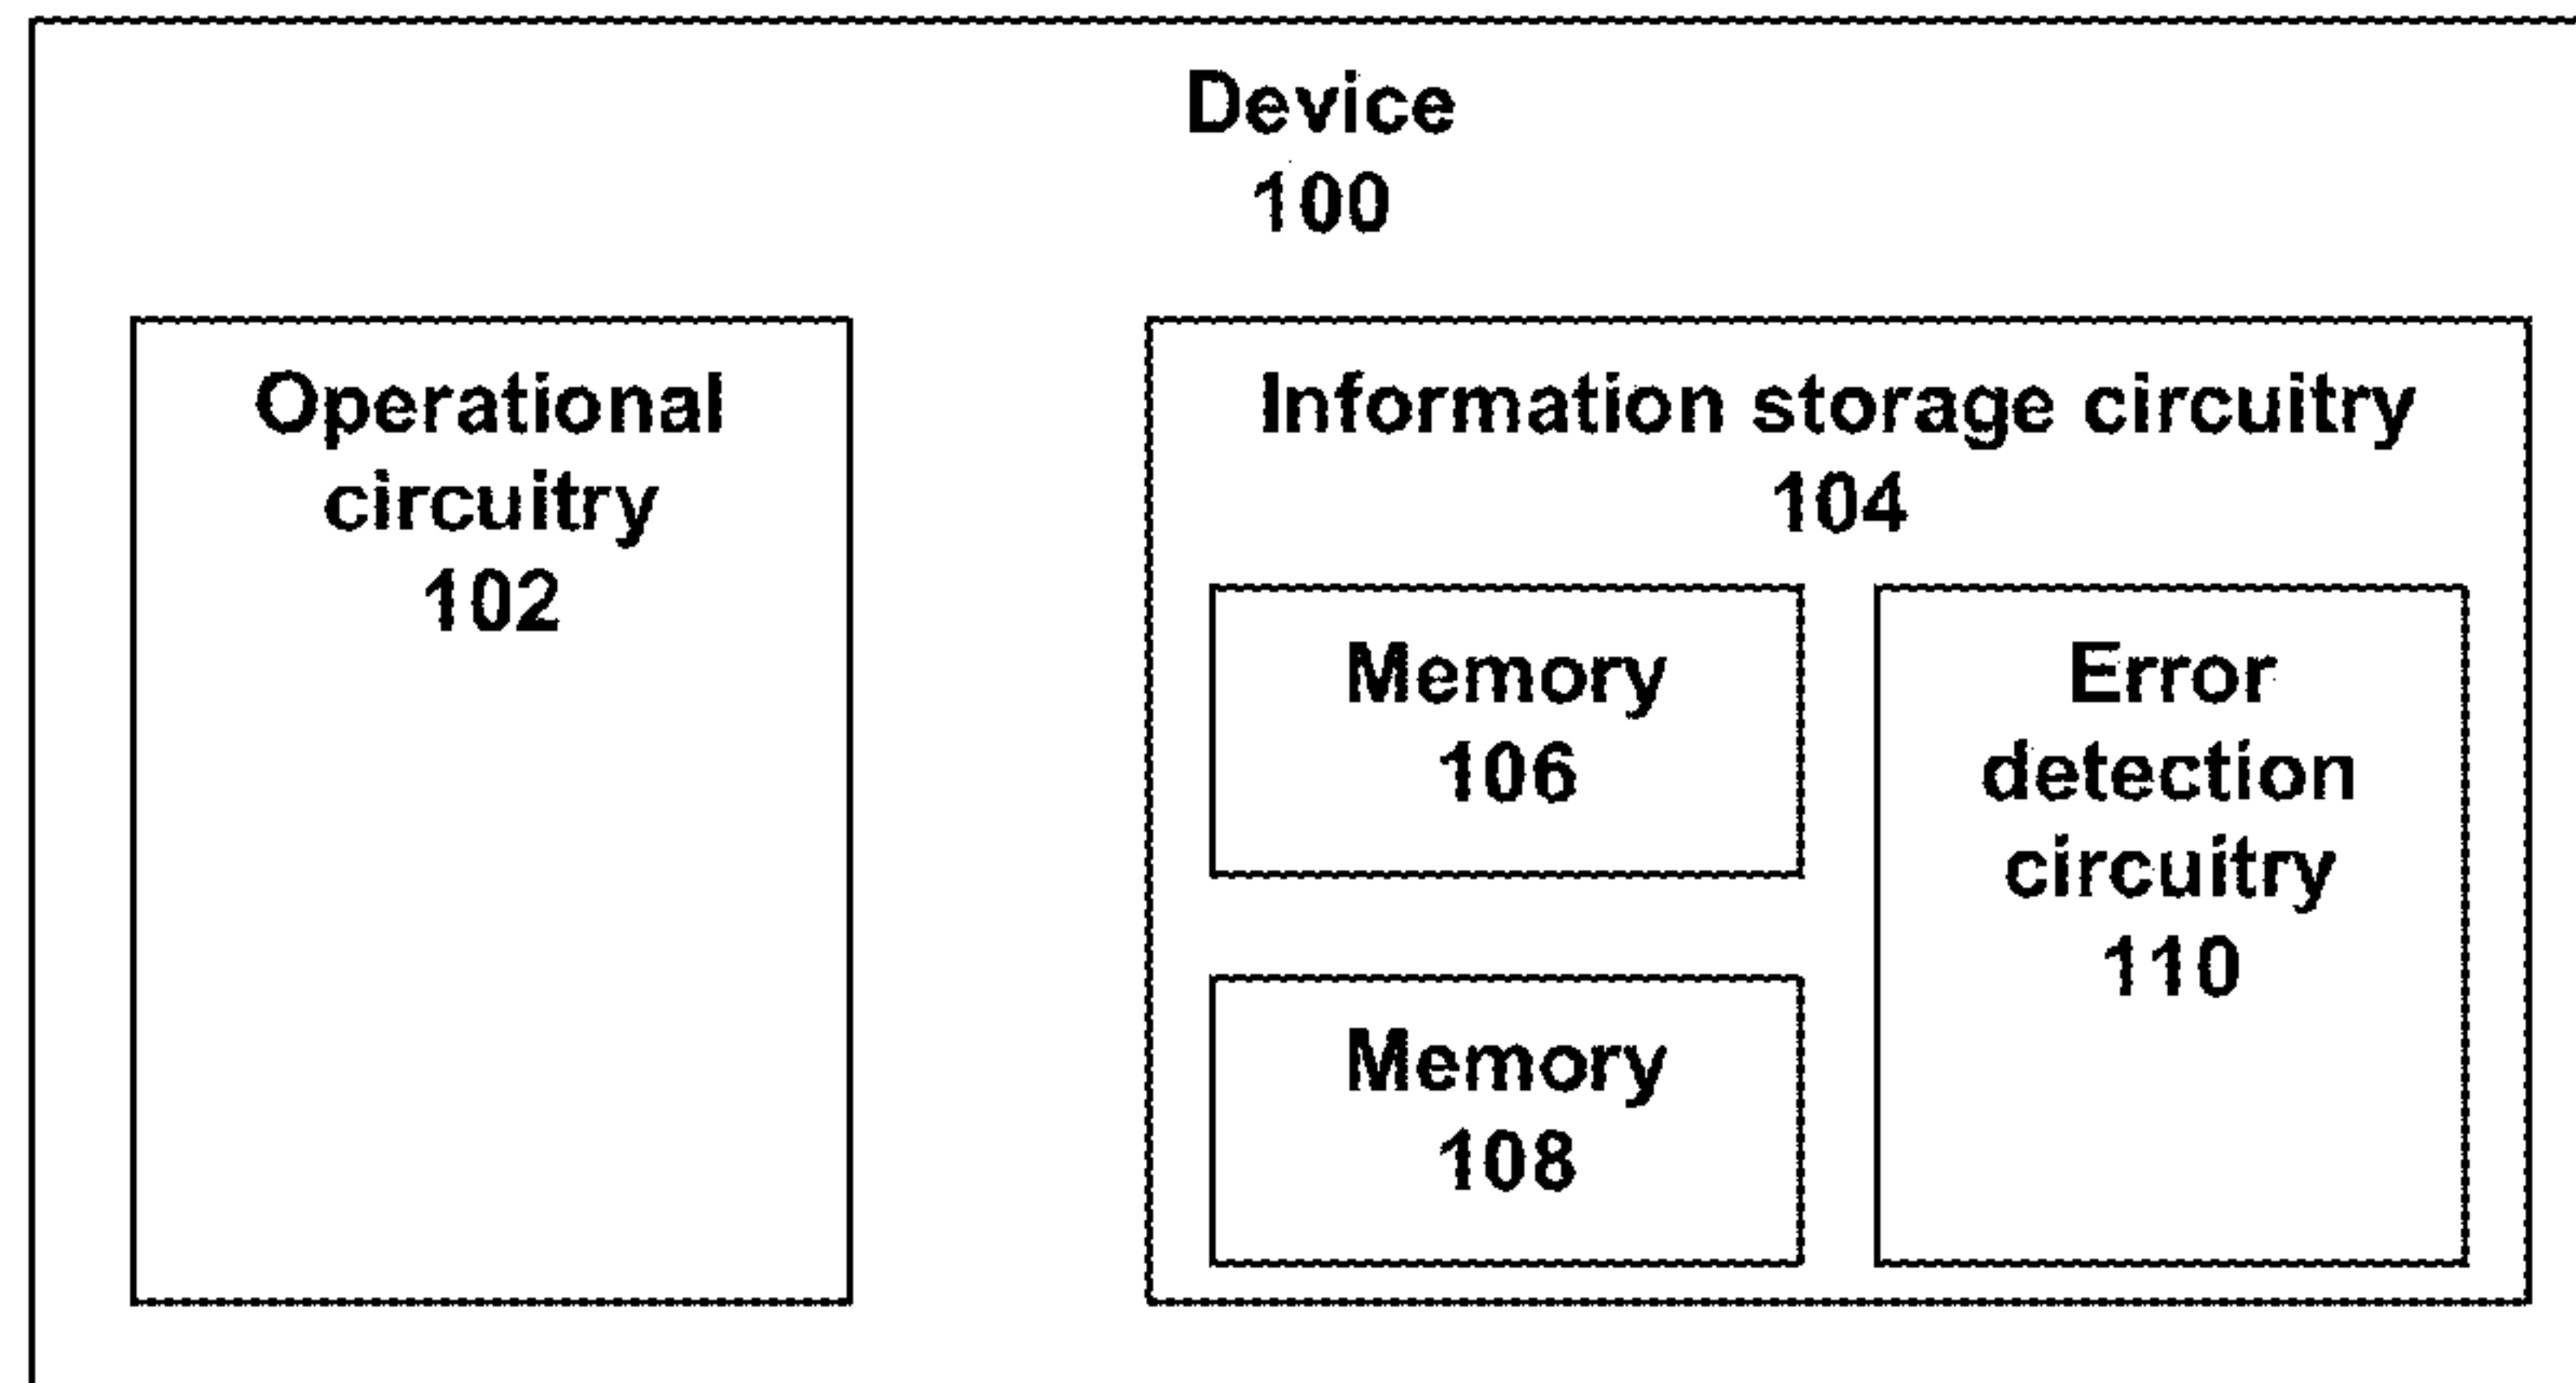 Device
100
Operational
circuitry
102
Information storage circuitry
104
Memory
106
Memory
108
Error
detection
circuitry
110